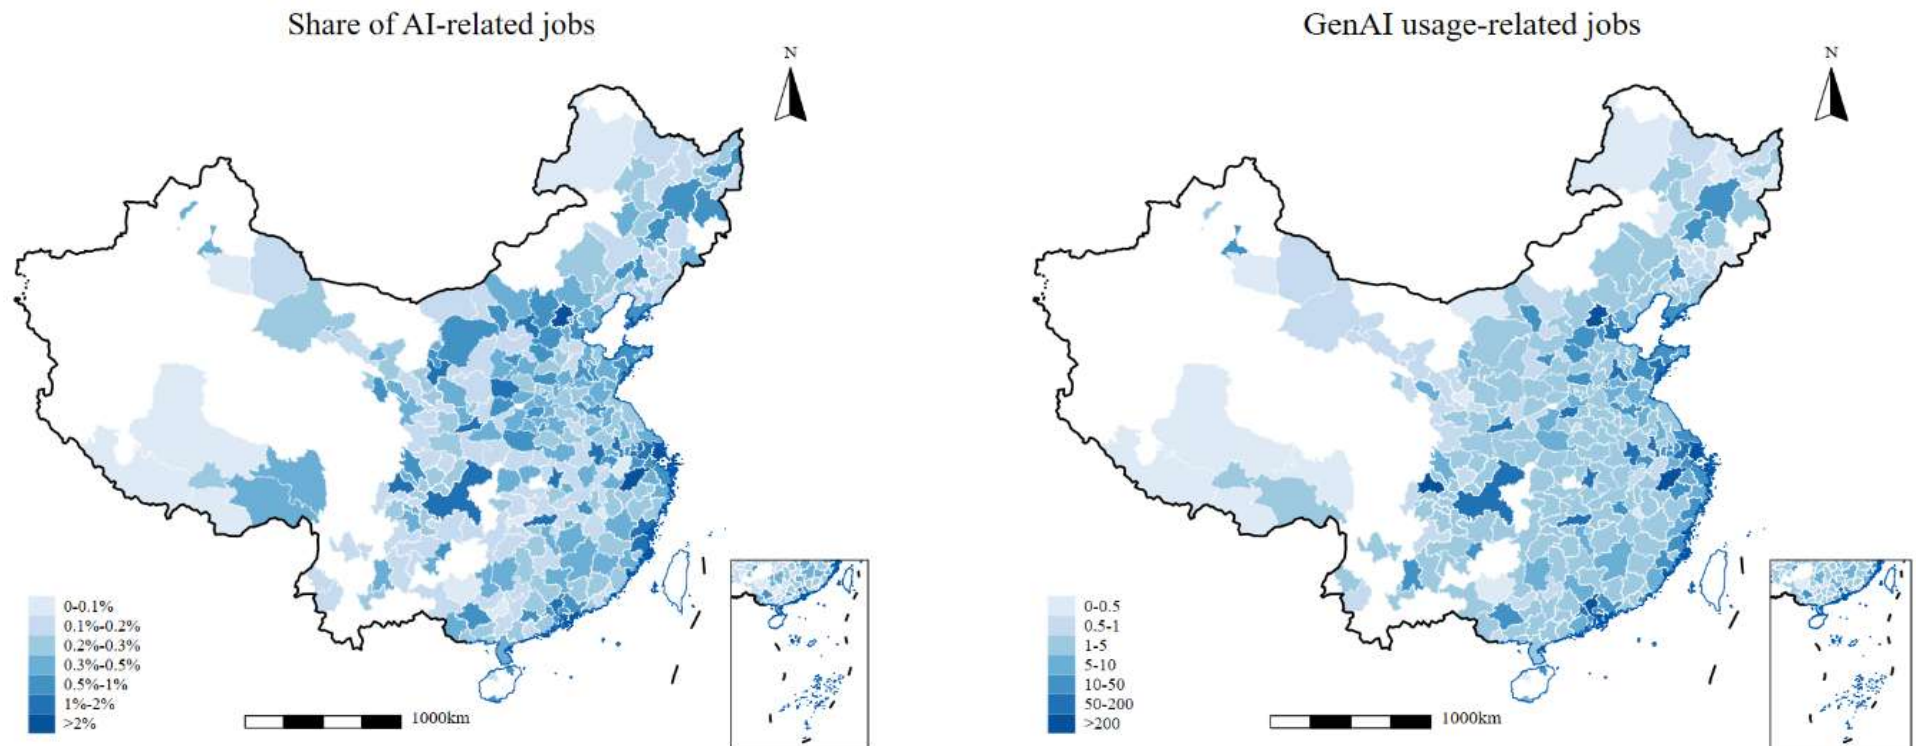 Share of AI-related jobs
GenAI usage-related jobs
N
N
0-0.1%
0.1%-0.2%
0.2%-0.3%
0.3%-0.5%
0.5%-1%
1%-2%
>2%
1000km
0-0.5
0.5-1
1-5
5-10
10-50
50-200
>200
1000km